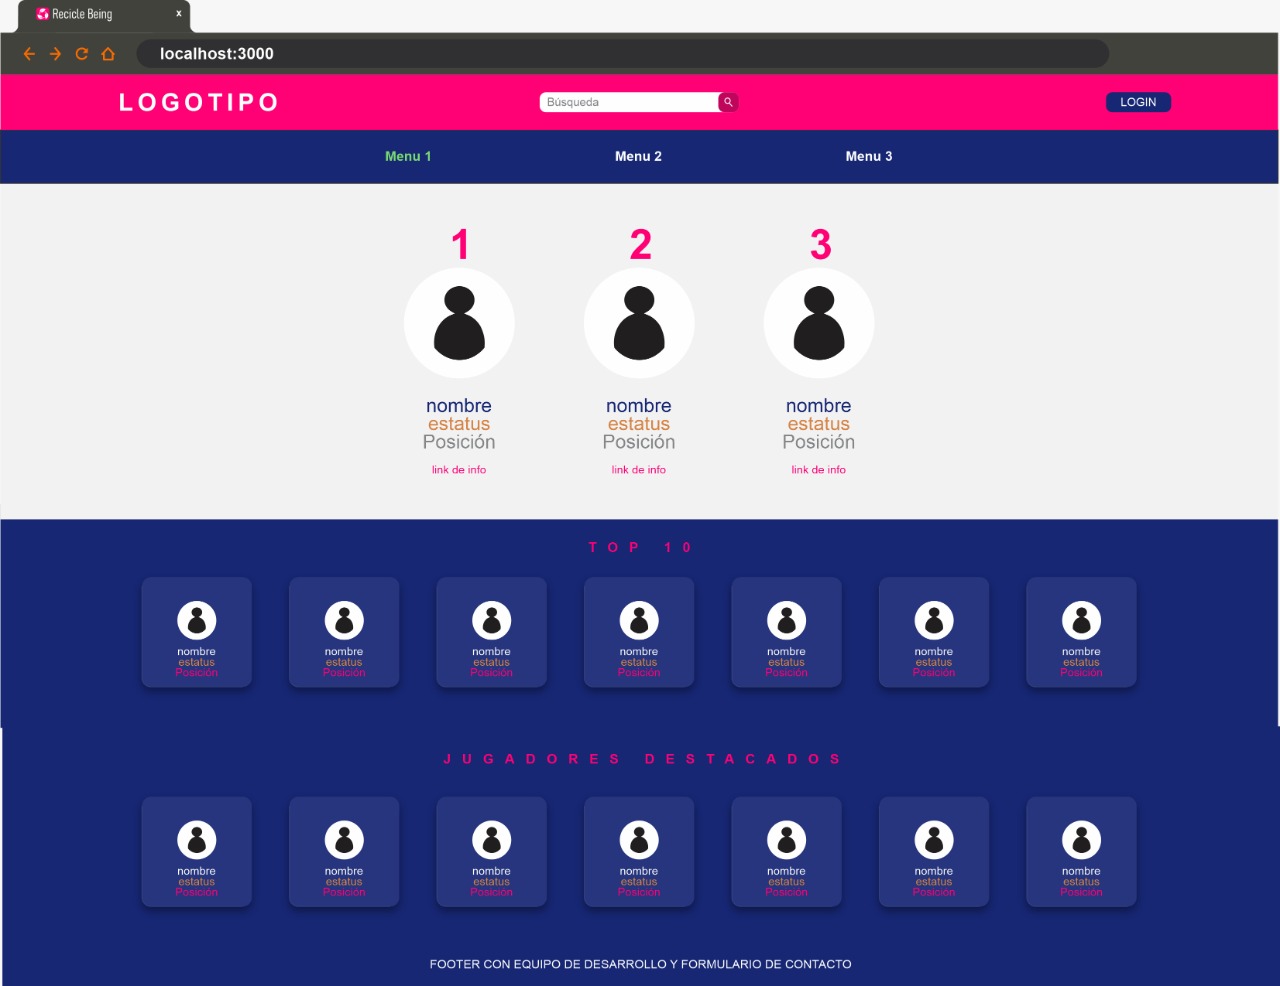 Recicle Being x
localhost:3000
LOGOTIPO Búsqueda LOGIN
Menu 1 Menu 2 Menu 3
1 2 3
nombre nombre nombre
estatus estatus estatus
Posición Posición Posición
link de info link de info link de info
TOP 10
nombre nombre nombre nombre nombre nombre nombre
estatus estatus estatus estatus estatus estatus estatus
Posición Posición Posición Posición Posición Posición Posición
JUGADORES DESTACADOS
nombre nombre nombre nombre nombre nombre nombre
estatus estatus estatus estatus estatus estatus estatus
Posición Posición Posición Posición Posición Posición Posición
FOOTER CON EQUIPO DE DESARROLLO Y FORMULARIO DE CONTACTO